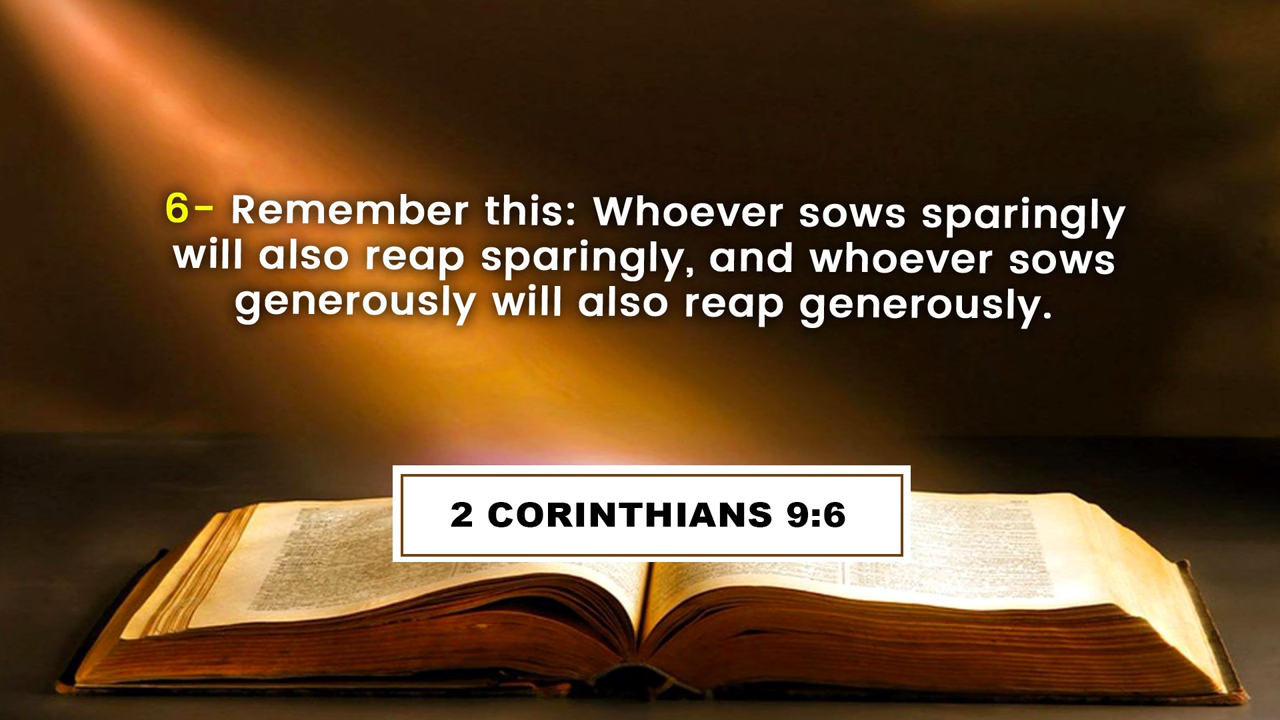 6- Remember this: Whoever sows sparingly
will also reap sparingly, and whoever sows
generously will also reap generously.
2 CORINTHIANS 9:6